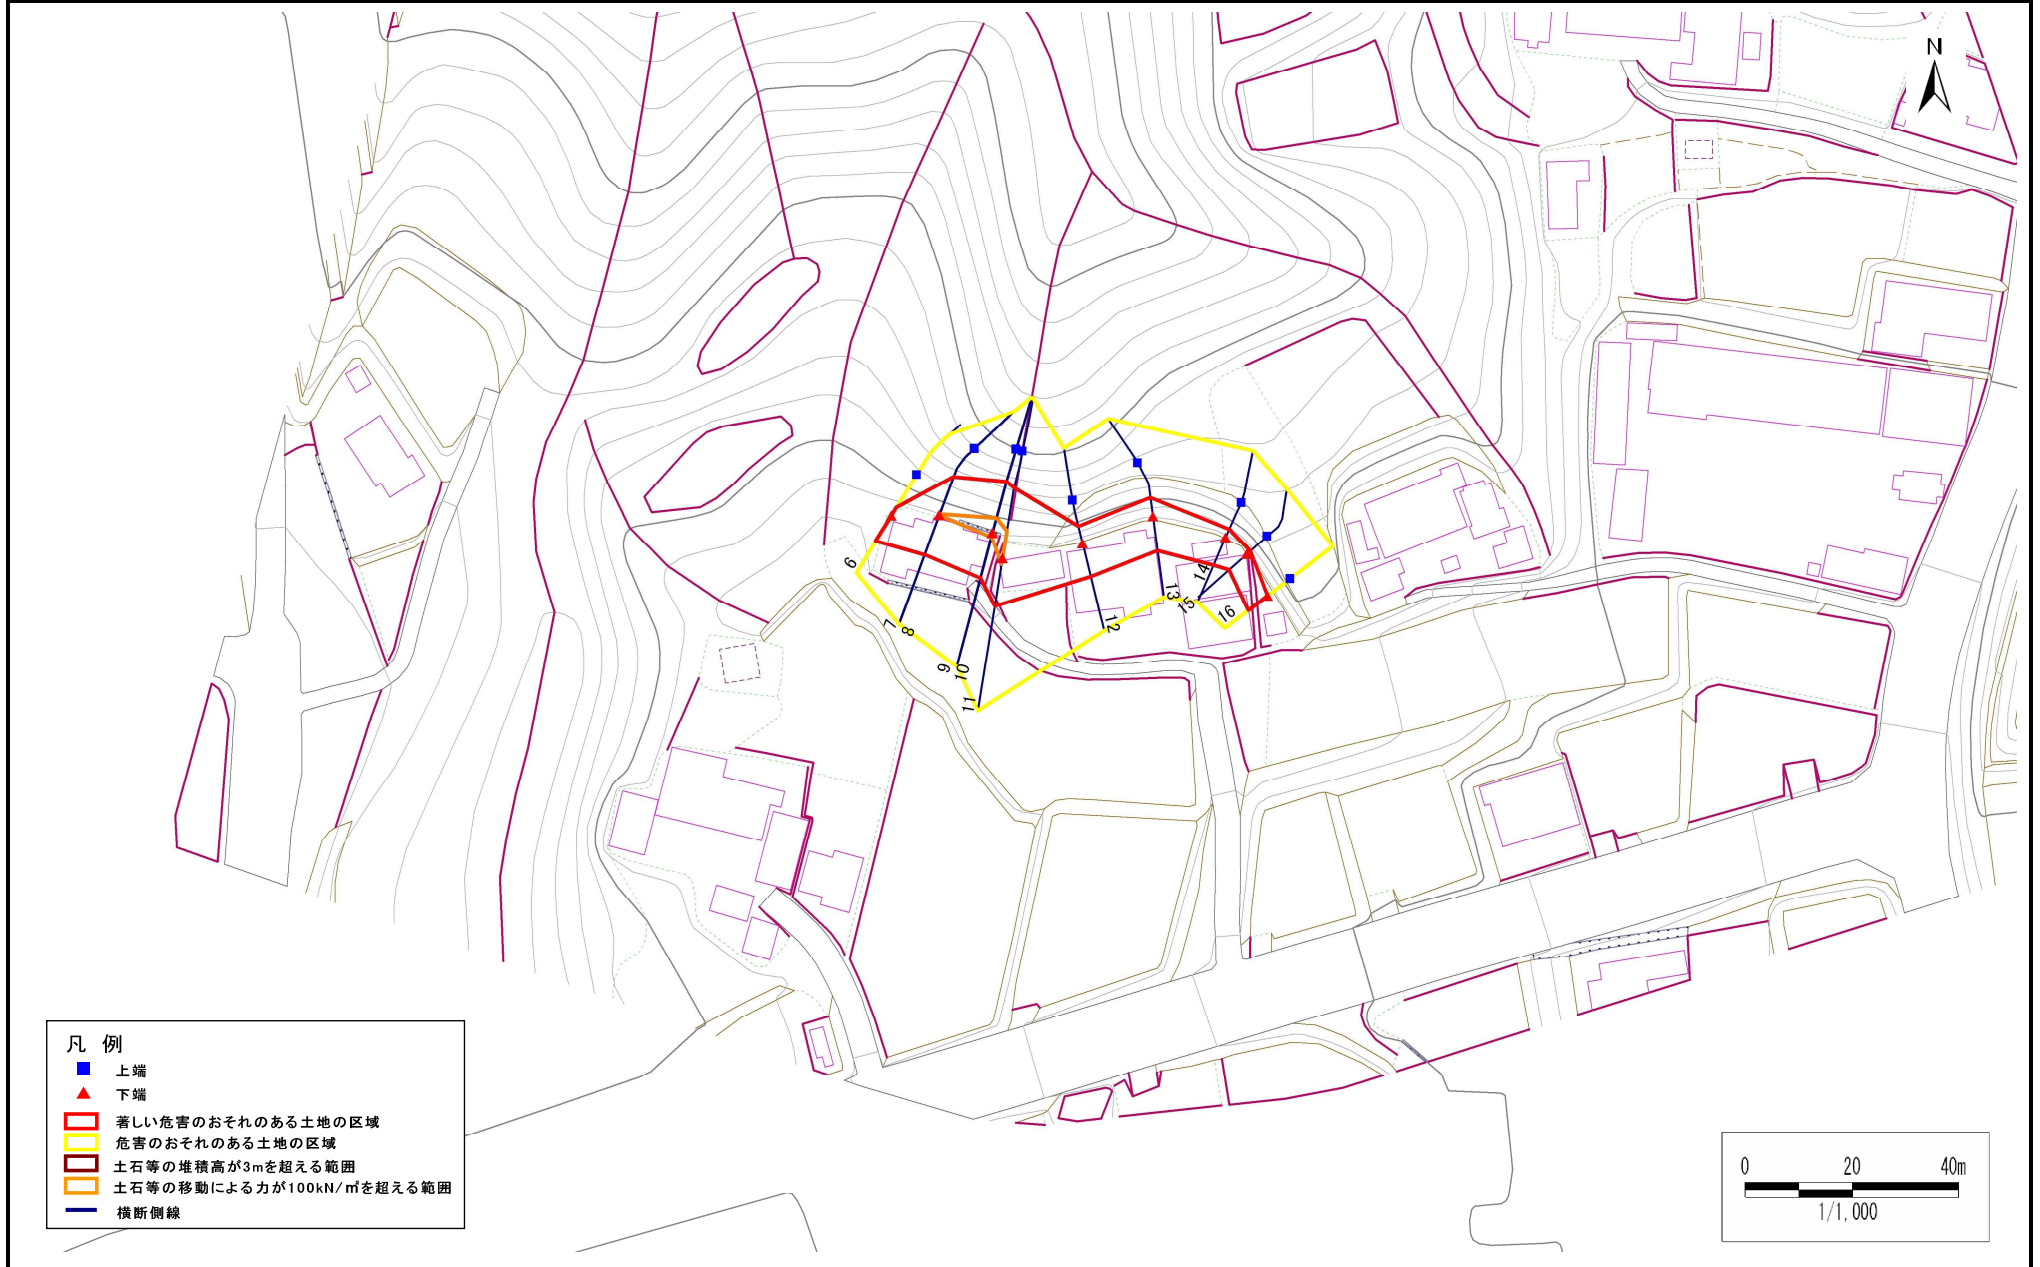 N
6
7
8
9
10
11
12
13
14
15
16
凡 例
上端
下端
著しい危害のおそれのある土地の区域
危害のおそれのある土地の区域
土石等の堆積高が3mを超える範囲
土石等の移動による力が100kN/㎡を超える範囲
横断側線
0 20 40m
1/1,000